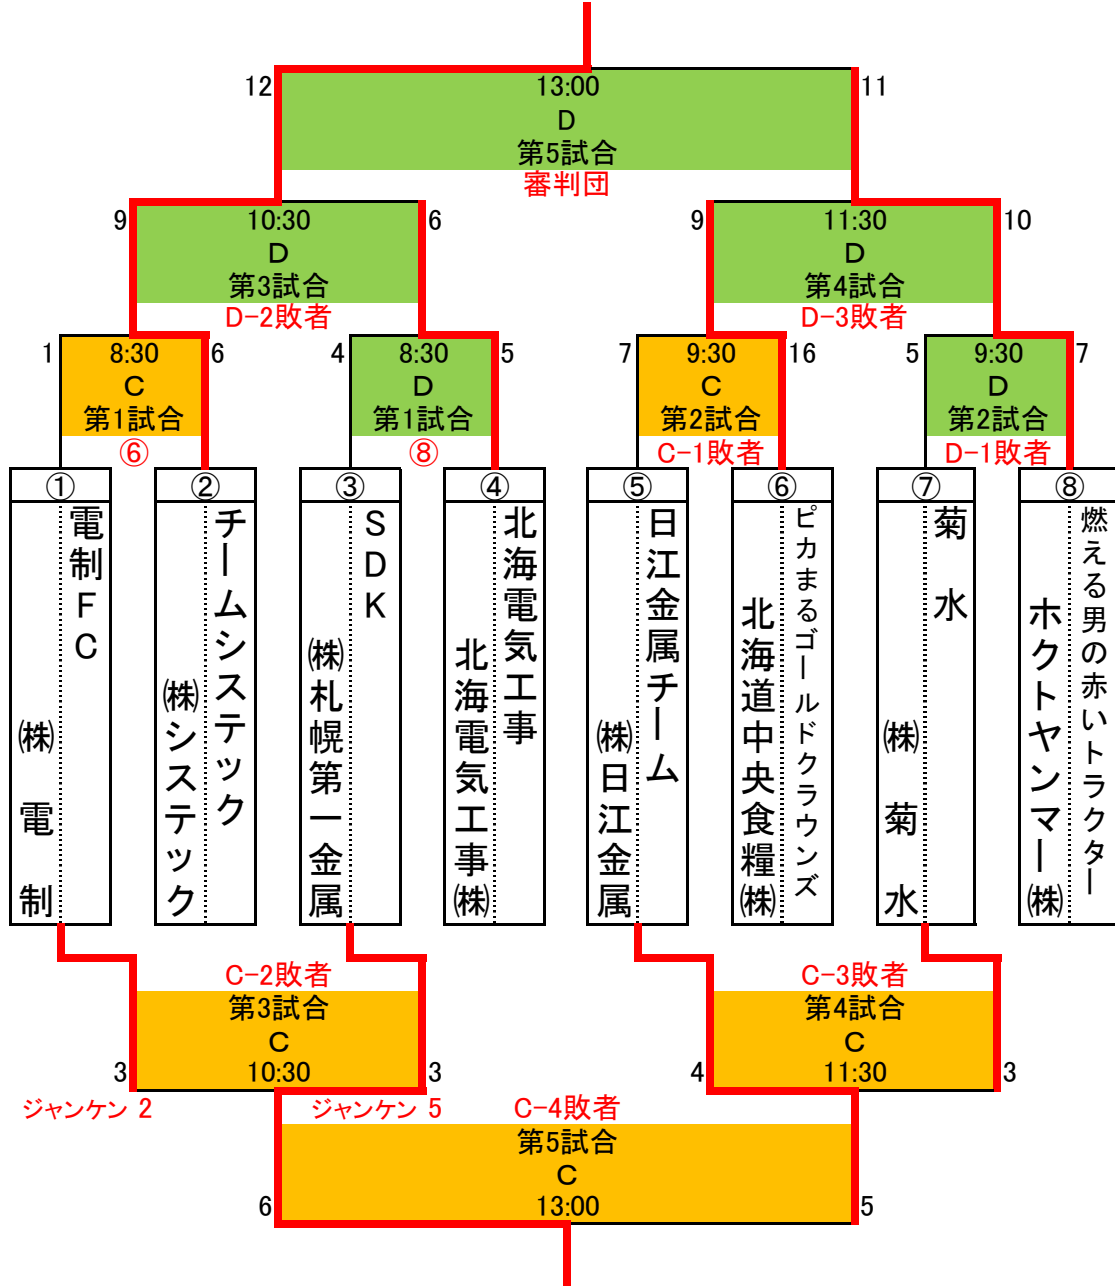 12 13:00 11
D
第5試合
審判団
9 10:30 6
D
第3試合
D-2敗者
9 11:30 10
D
第4試合
D-3敗者
1 8:30 6
C
第1試合
⑥
4 8:30 5
D
第1試合
⑧
7 9:30 16
C
第2試合
C-1敗者
5 9:30 7
D
第2試合
D-1敗者
①
電制FC
㈱電制
②
チームシステック
㈱システック
③
SDK
㈱札幌第一金属
④
北海電気工事
北海電気工事㈱
⑤
日江金属チーム
㈱日江金属
⑥
ピカまるゴールドクラウンズ
北海道中央食糧㈱
⑦
菊水
㈱菊水
⑧
燃える男の赤いトラクター
ホクトヤンマー㈱
C-2敗者
第3試合
C
3 10:30 3
ジャンケン 2 ジャンケン 5
C-3敗者
第4試合
C
4 11:30 3
C-4敗者
第5試合
C
6 13:00 5